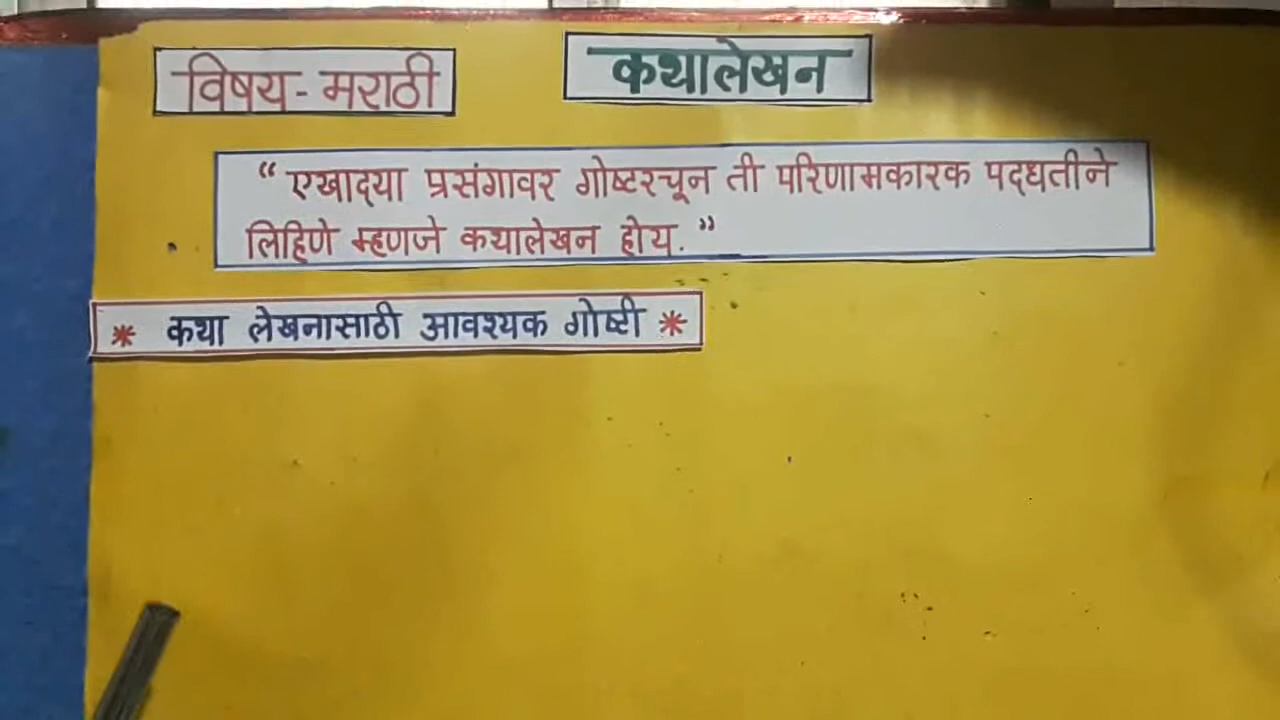 विषय - मराठी
कथालेखन
“ एखाद्या प्रसंगावर गोष्टरचून ती परिणामकारक पद्धतीने
लिहिणे म्हणजे कथालेखन होय. ”
* कथा लेखनासाठी आवश्यक गोष्टी *